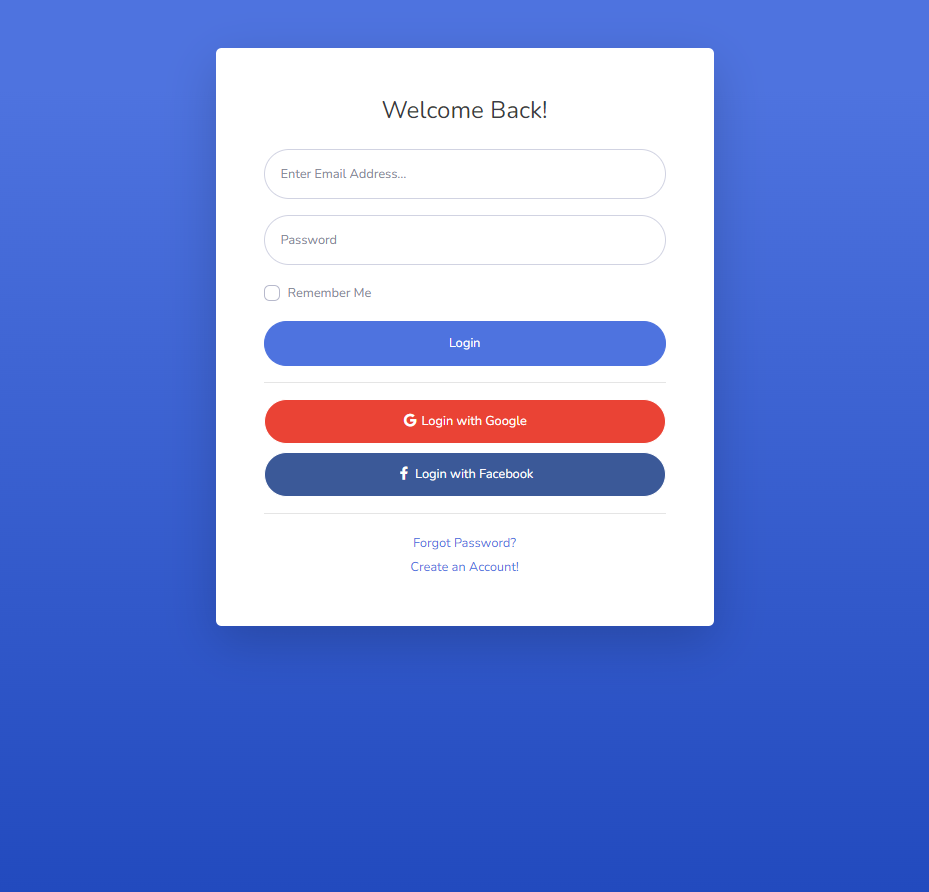 Welcome Back!
Enter Email Address...
Password
Remember Me
Login
Login with Google
Login with Facebook
Forgot Password?
Create an Account!